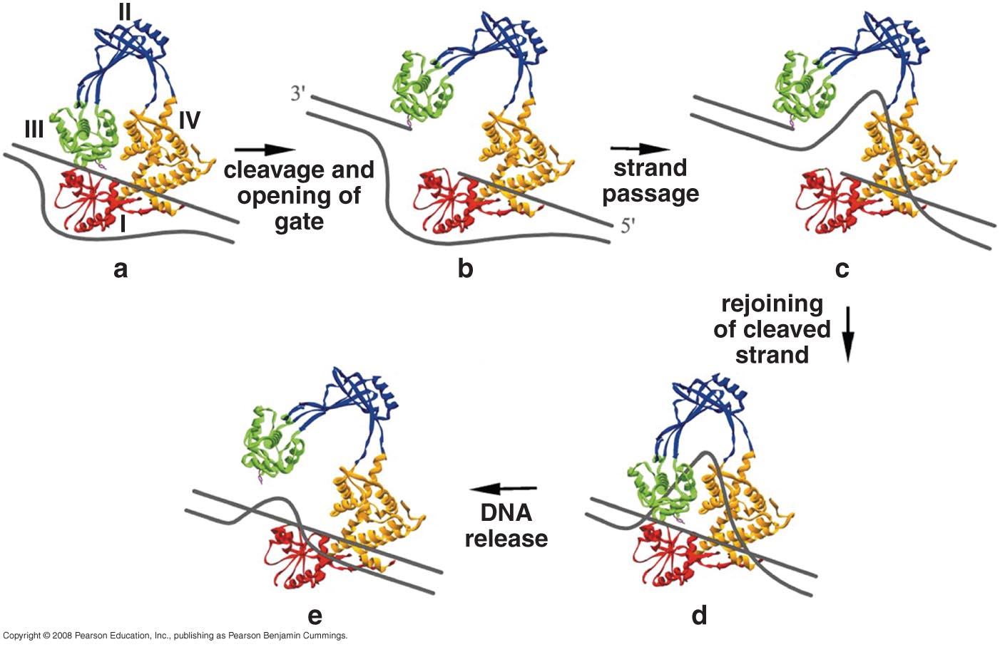 II
III
IV
I
a
cleavage and
opening of
gate
3'
5'
b
strand
passage
c
rejoining
of cleaved
strand
d
DNA
release
e
Copyright © 2008 Pearson Education, Inc., publishing as Pearson Benjamin Cummings.